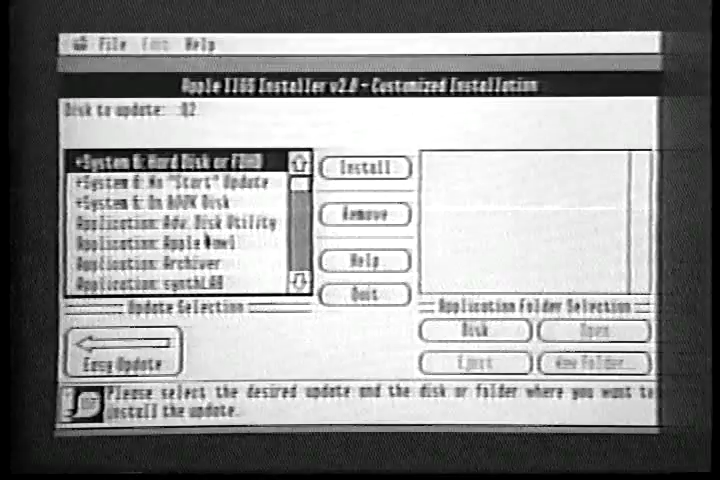 File Edit Help
Apple IIGS Installer v2.0 - Customized Installation
Disk to update: :Q2
+System 6: Hard Disk or FDHD
+System 6: No "Start" Update
+System 6: On 800K Disk
Application: Adv. Disk Utility
Application: Apple
Application: Archiver
Application: synthLAB
Update Selection
Install
Remove
Help
Quit
Application Folder Selection
Disk
Open
Eject
New Folder...
Easy Update
Please select the desired update and the disk or folder where you want to
install the update.